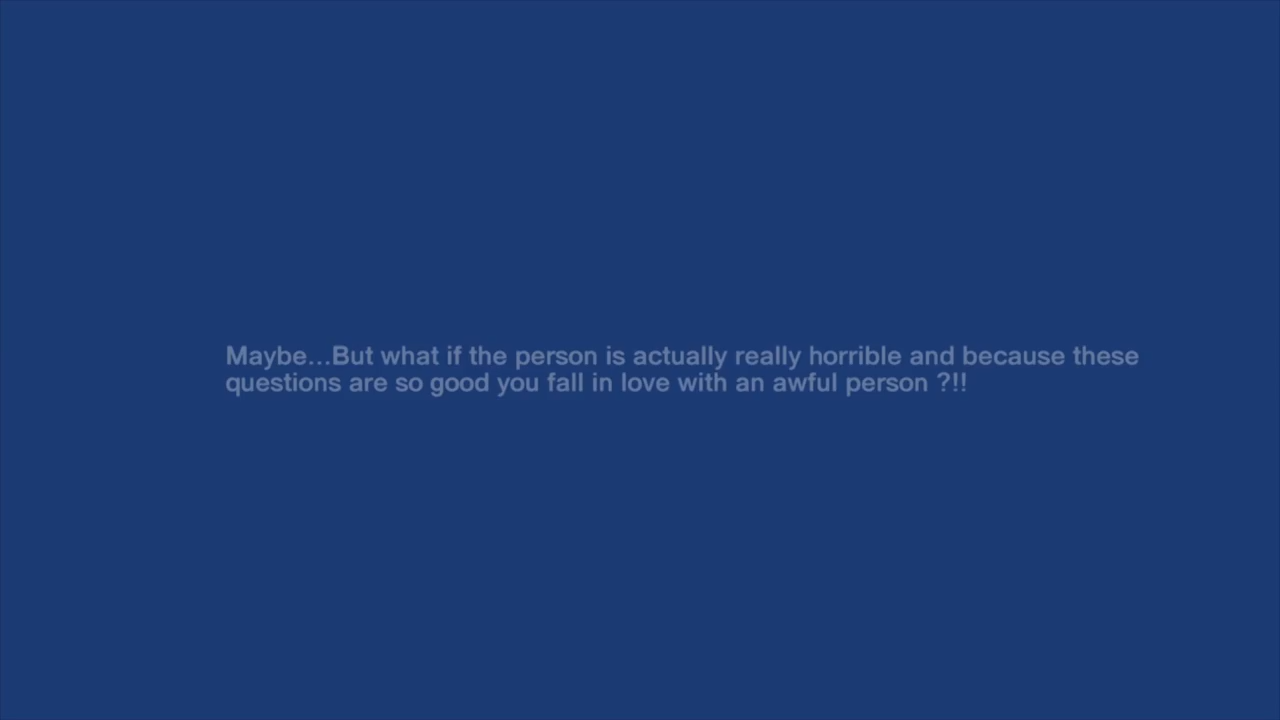 Maybe...But what if the person is actually really horrible and because these
questions are so good you fall in love with an awful person ?!!